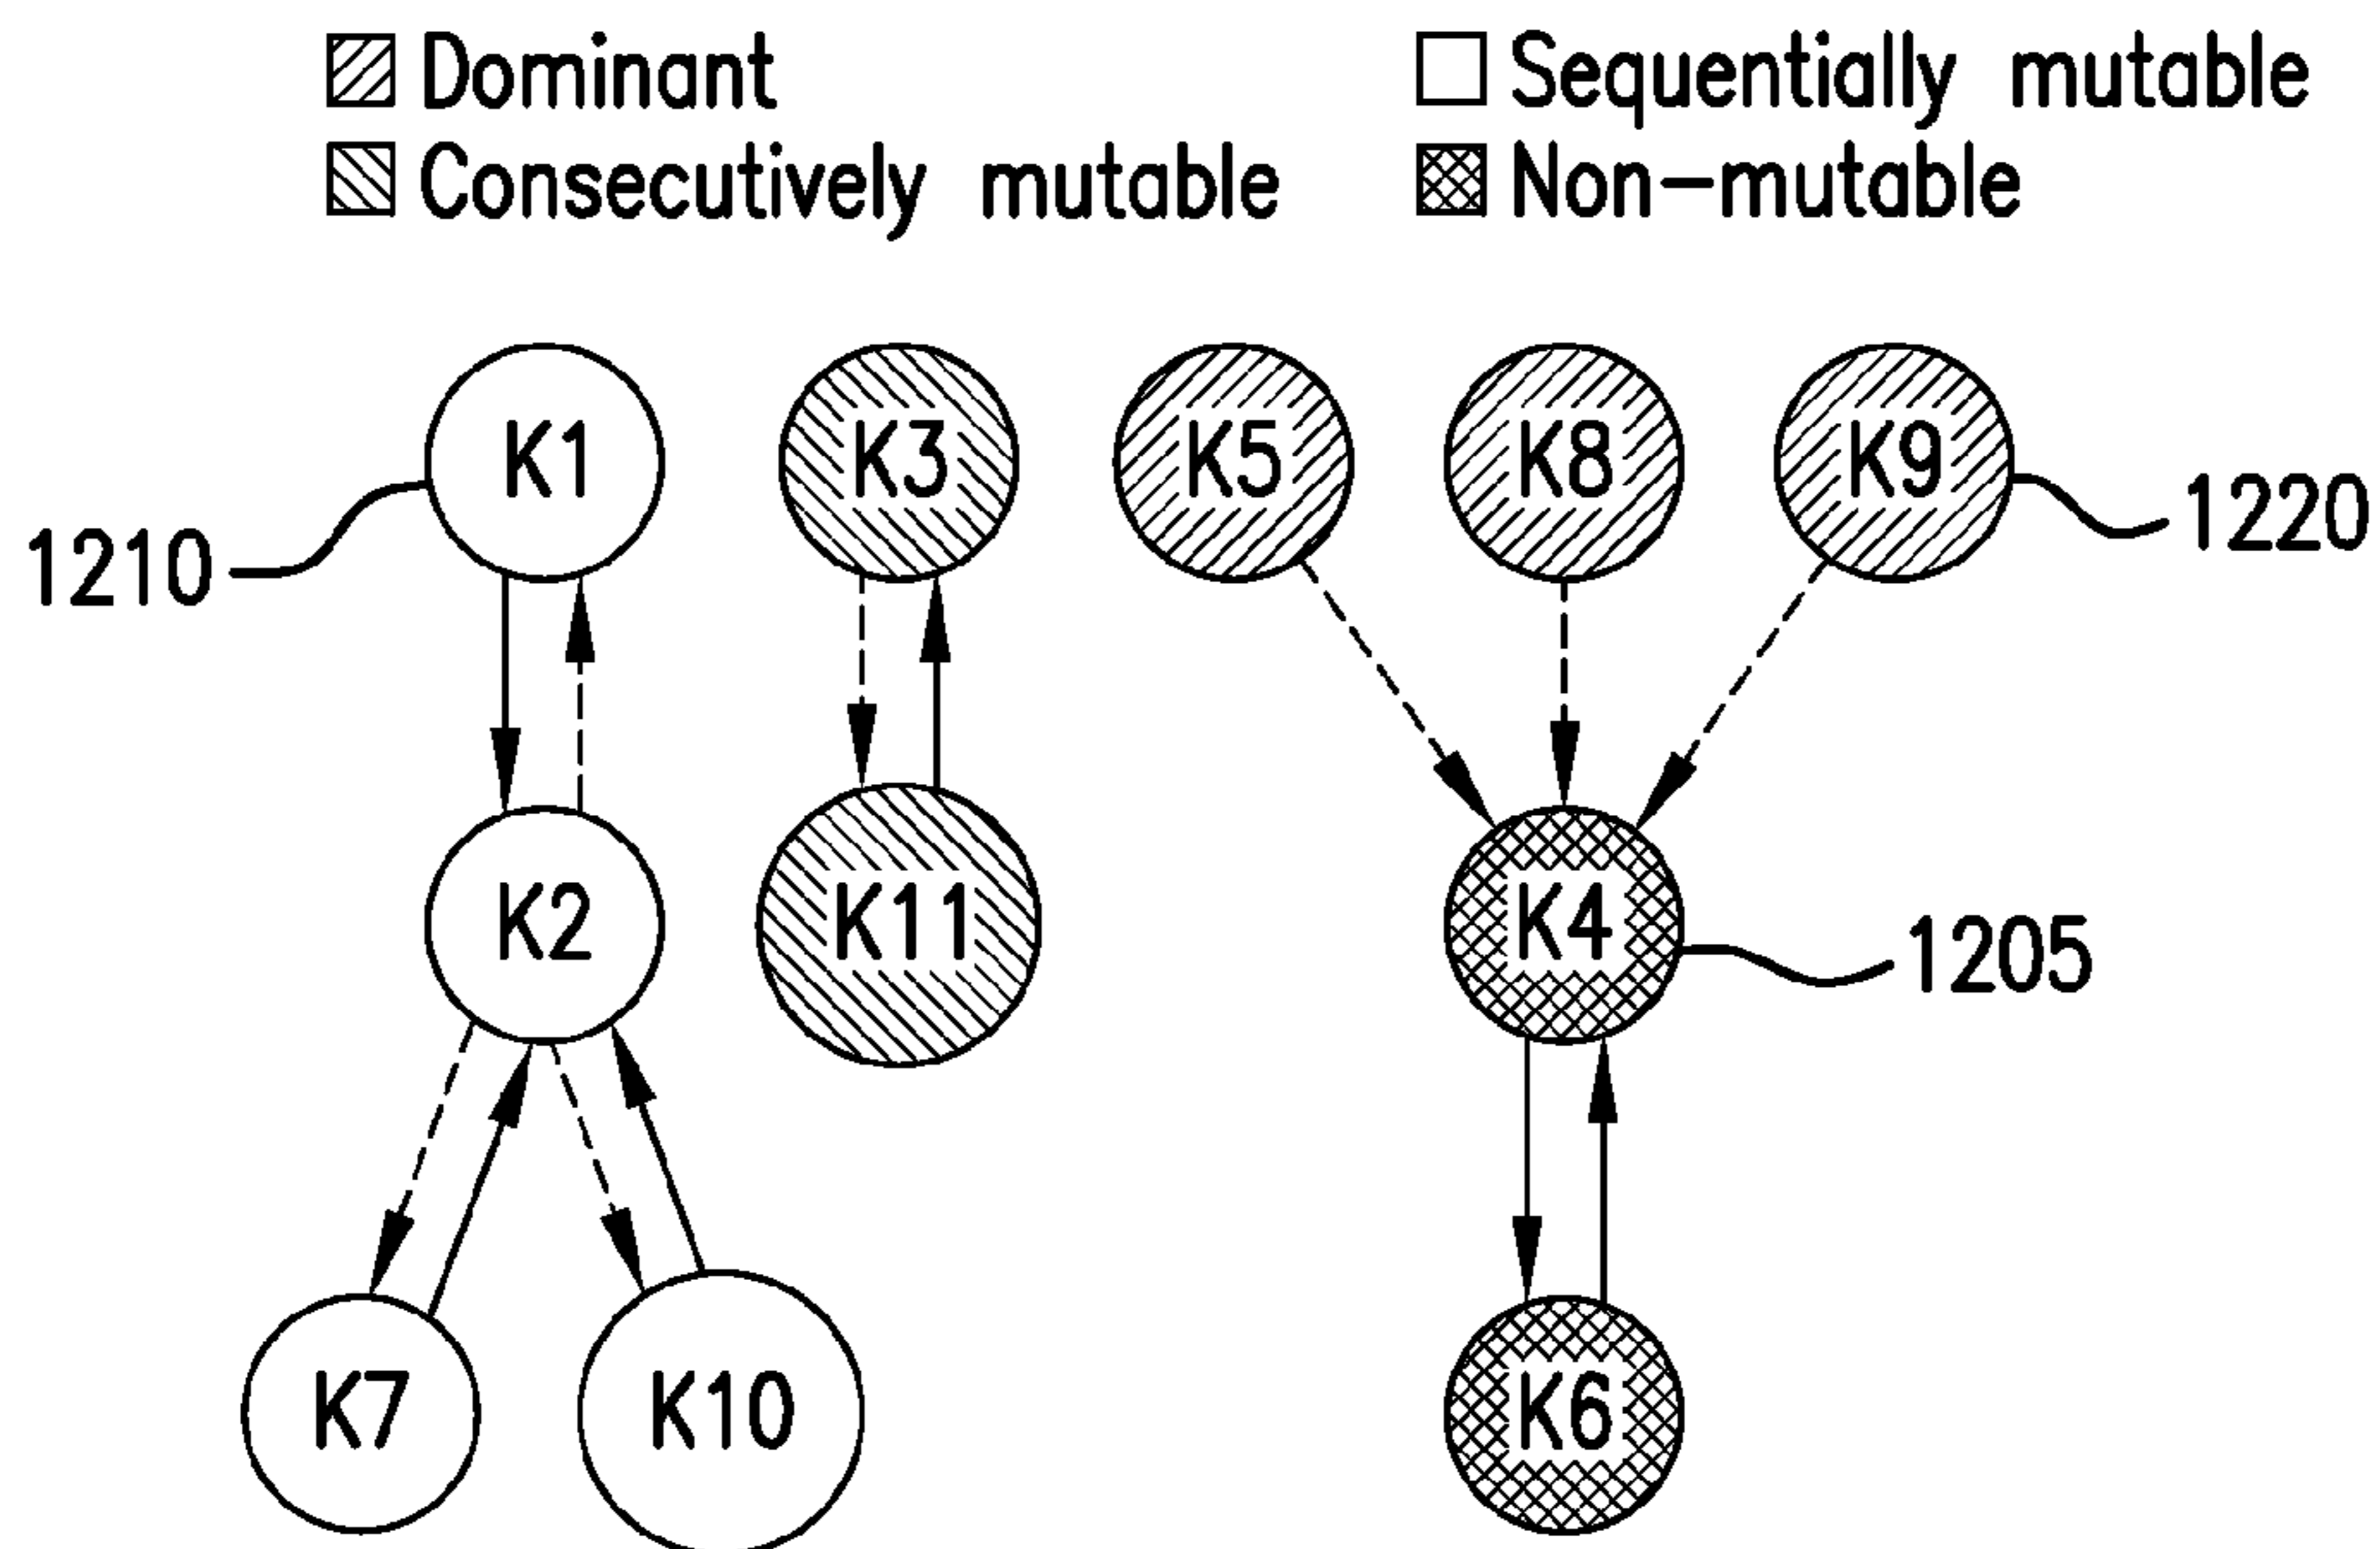 Dominant
Sequentially mutable
Consecutively mutable
Non-mutable
K1
K3
K5
K8
K9
1210
1220
K2
K11
K4
1205
K7
K10
K6